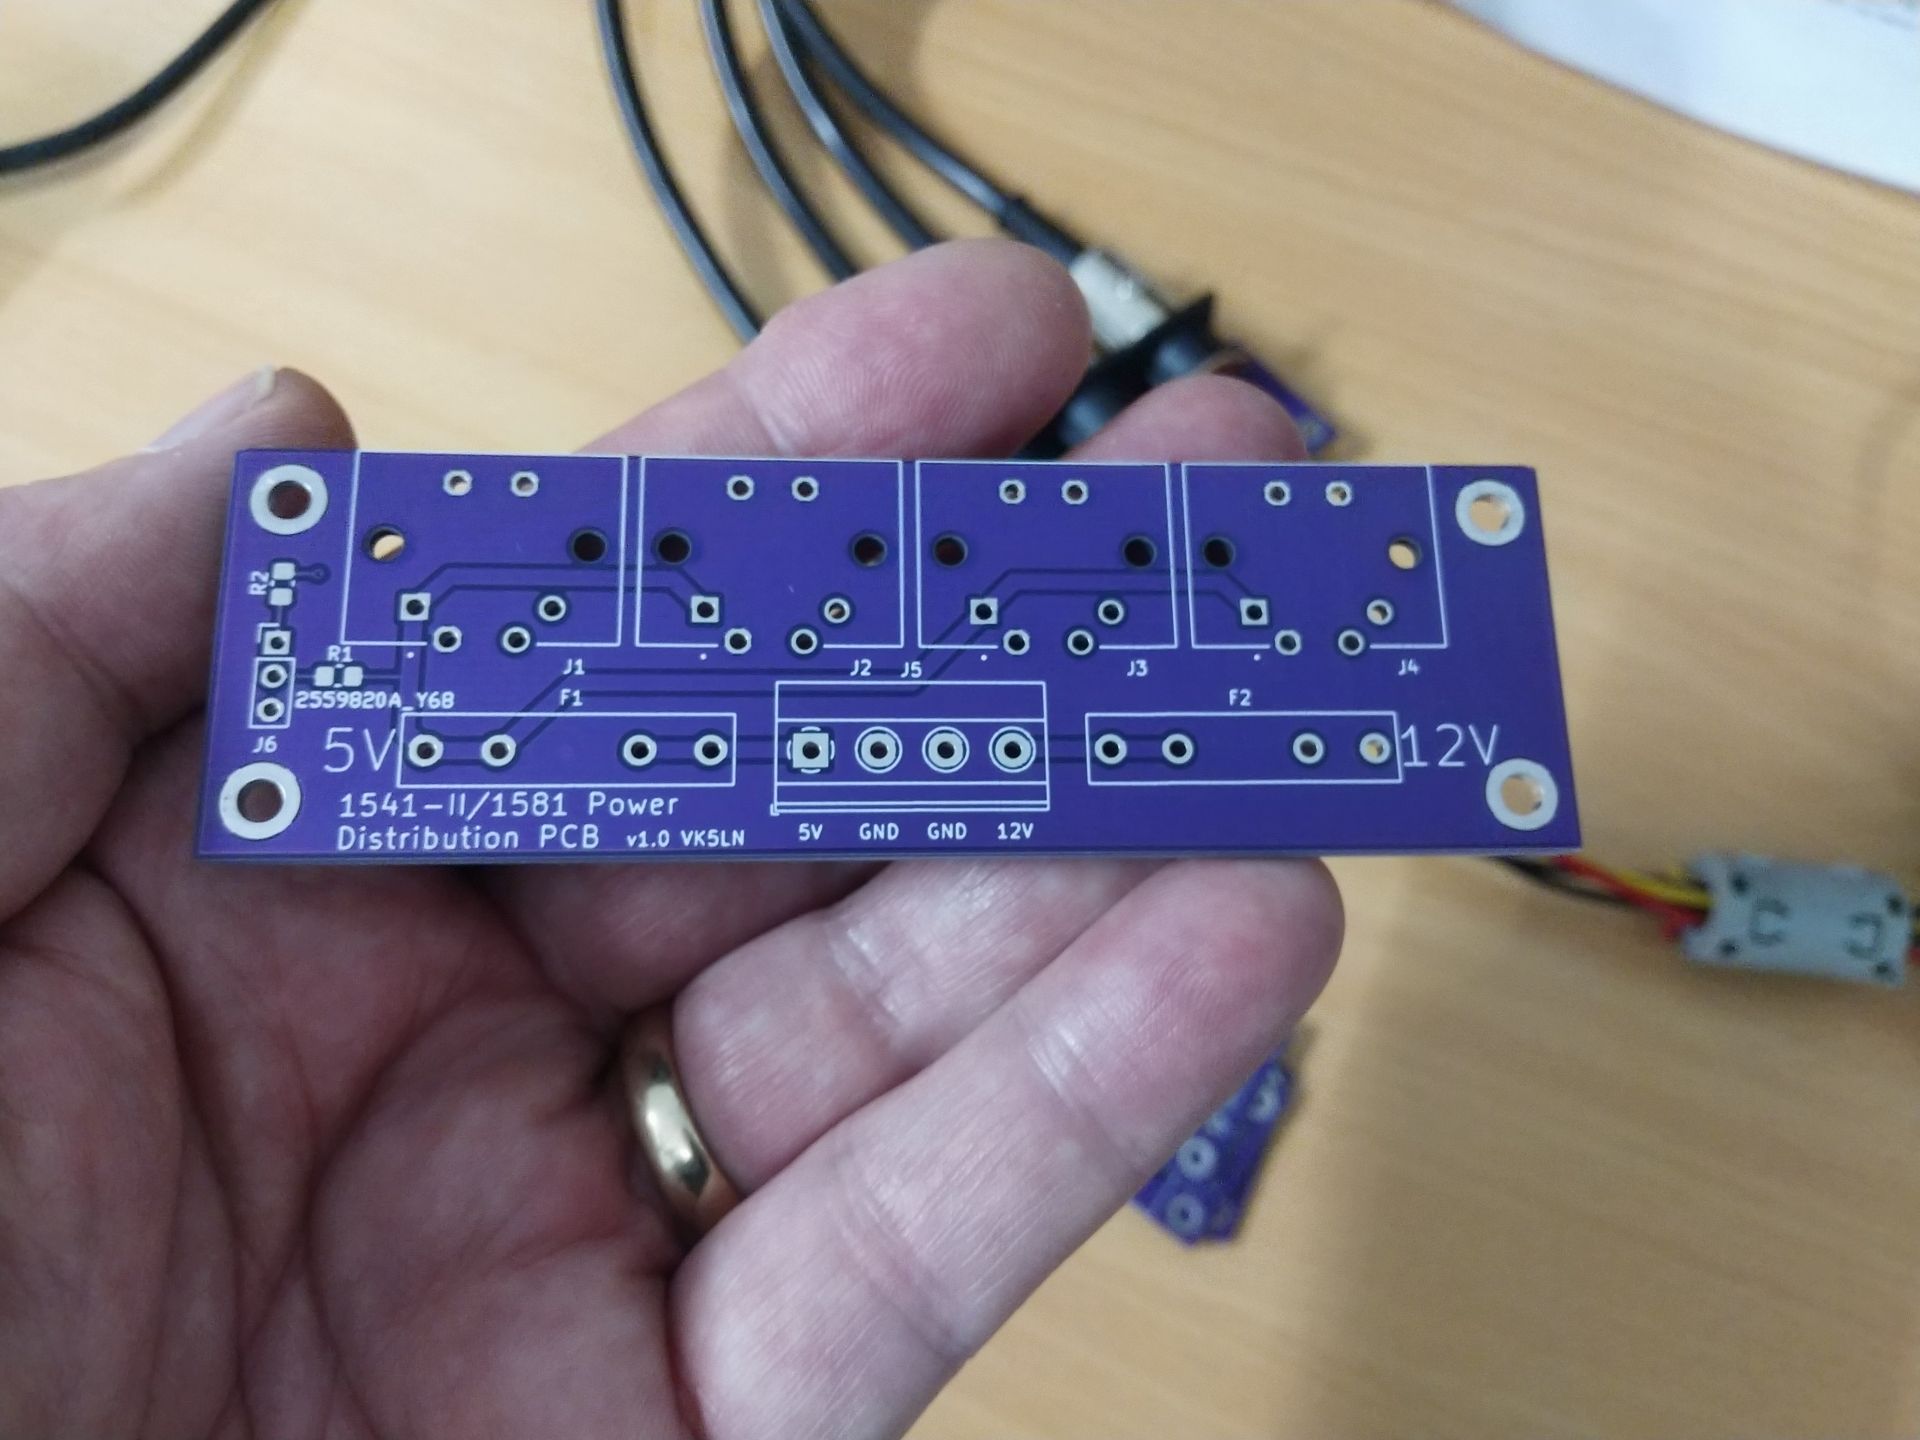 R2
R1
J1
J2
J5
J3
J4
2559820A_Y6B
F1
F2
J6
5V
12V
1541-II/1581 Power
Distribution PCB v1.0 VK5LN
5V GND GND 12V